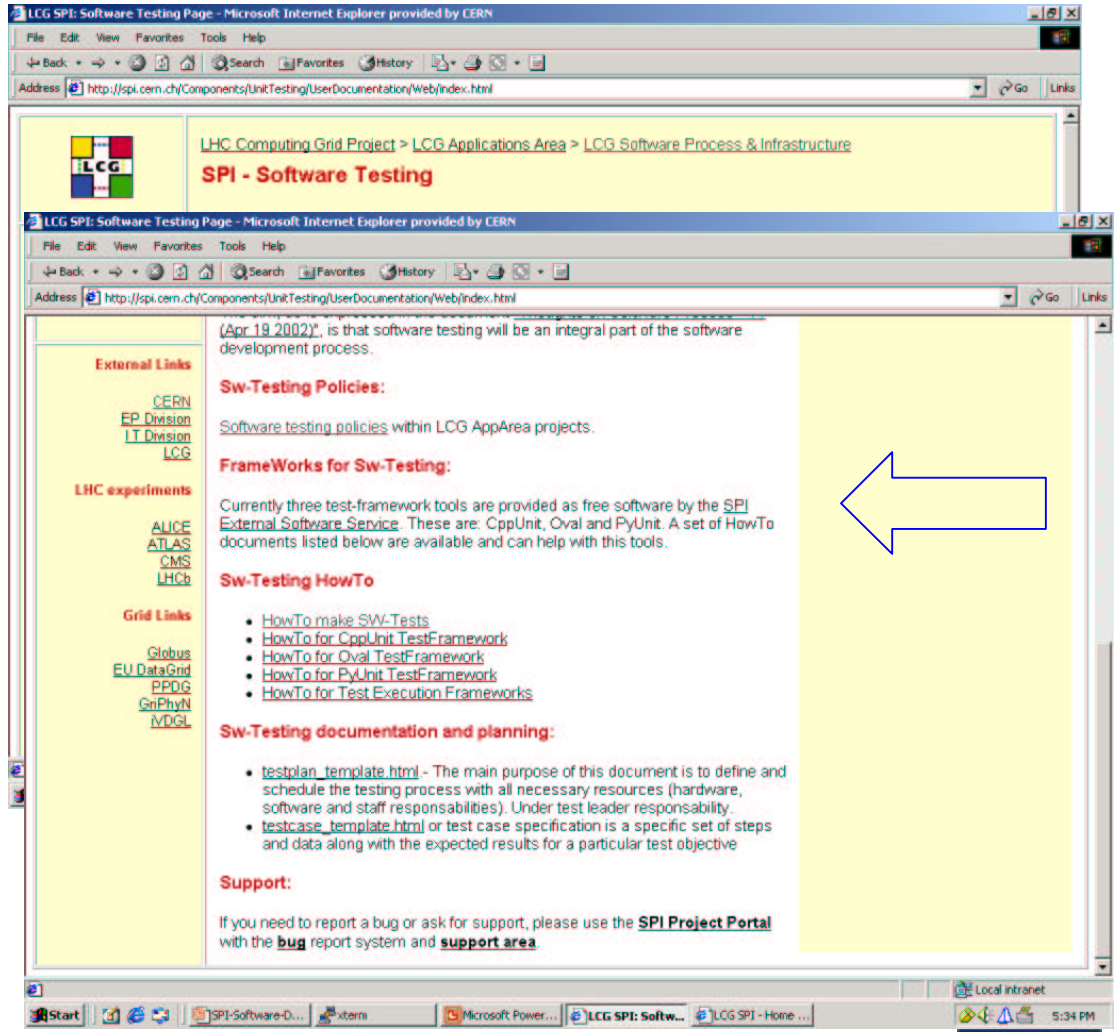 LCG SPI: Software Testing Page - Microsoft Internet Explorer provided by CERN
File Edit View Favorites Tools Help
Back Search Favorites History
Address http://spi.cern.ch/Components/UnitTesting/UserDocumentation/Web/index.html Go Links
LCG
LHC Computing Grid Project > LCG Applications Area > LCG Software Process & Infrastructure
SPI - Software Testing
LCG SPI: Software Testing Page - Microsoft Internet Explorer provided by CERN
File Edit View Favorites Tools Help
Back Search Favorites History
Address http://spi.cern.ch/Components/UnitTesting/UserDocumentation/Web/index.html Go Links
(Apr 19 2002)", is that software testing will be an integral part of the software
development process.
External Links
CERN
EP Division
IT Division
LCG
LHC experiments
ALICE
ATLAS
CMS
LHCb
Grid Links
Globus
EU DataGrid
PPDG
GriPhyN
iVDGL
Sw-Testing Policies:
Software testing policies within LCG AppArea projects.
FrameWorks for Sw-Testing:
Currently three test-framework tools are provided as free software by the SPI
External Software Service. These are: CppUnit, Oval and PyUnit. A set of HowTo
documents listed below are available and can help with this tools.
Sw-Testing HowTo
• HowTo make SW-Tests
• HowTo for CppUnit TestFramework
• HowTo for Oval TestFramework
• HowTo for PyUnit TestFramework
• HowTo for Test Execution Frameworks
Sw-Testing documentation and planning:
• testplan_template.html - The main purpose of this document is to define and
schedule the testing process with all necessary resources (hardware,
software and staff responsabilities). Under test leader responsability.
• testcase_template.html or test case specification is a specific set of steps
and data along with the expected results for a particular test objective
Support:
If you need to report a bug or ask for support, please use the SPI Project Portal
with the bug report system and support area.
Local intranet
Start SPI-Software-D... xterm Microsoft Power... LCG SPI: Softw... LCG SPI - Home ... 5:34 PM